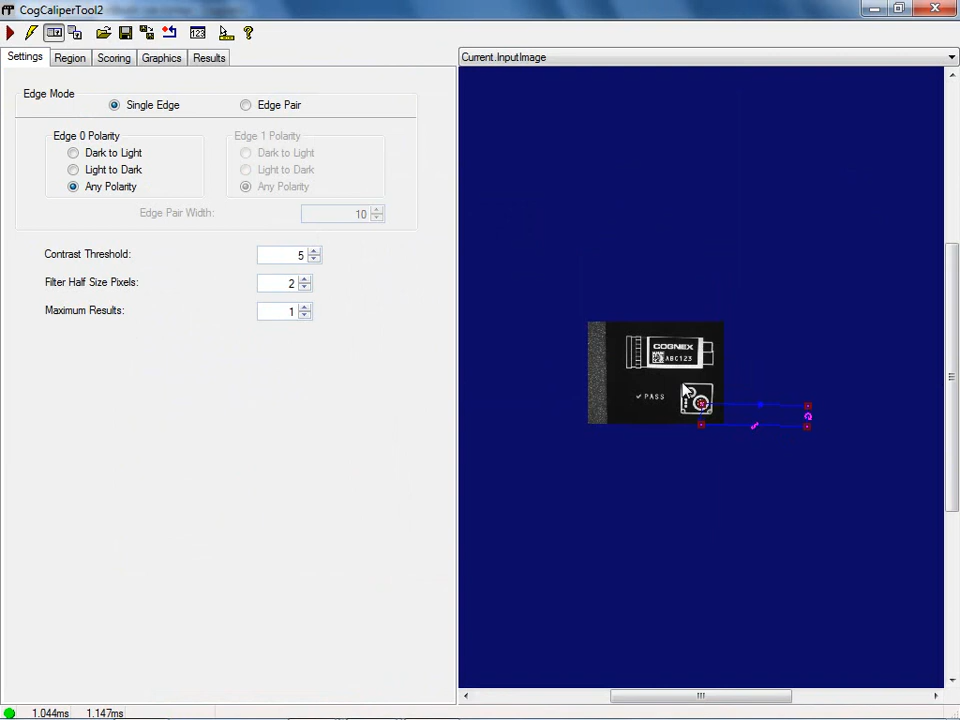 CogCaliperTool2
123
?
Settings
Region
Scoring
Graphics
Results
Current.InputImage
Edge Mode
Single Edge
Edge Pair
Edge 0 Polarity
Edge 1 Polarity
Dark to Light
Dark to Light
Light to Dark
Light to Dark
Any Polarity
Any Polarity
Edge Pair Width:
10
Contrast Threshold:
5
Filter Half Size Pixels:
2
Maximum Results:
1
COGNEX
ABC123
PASS
1.044ms
1.147ms